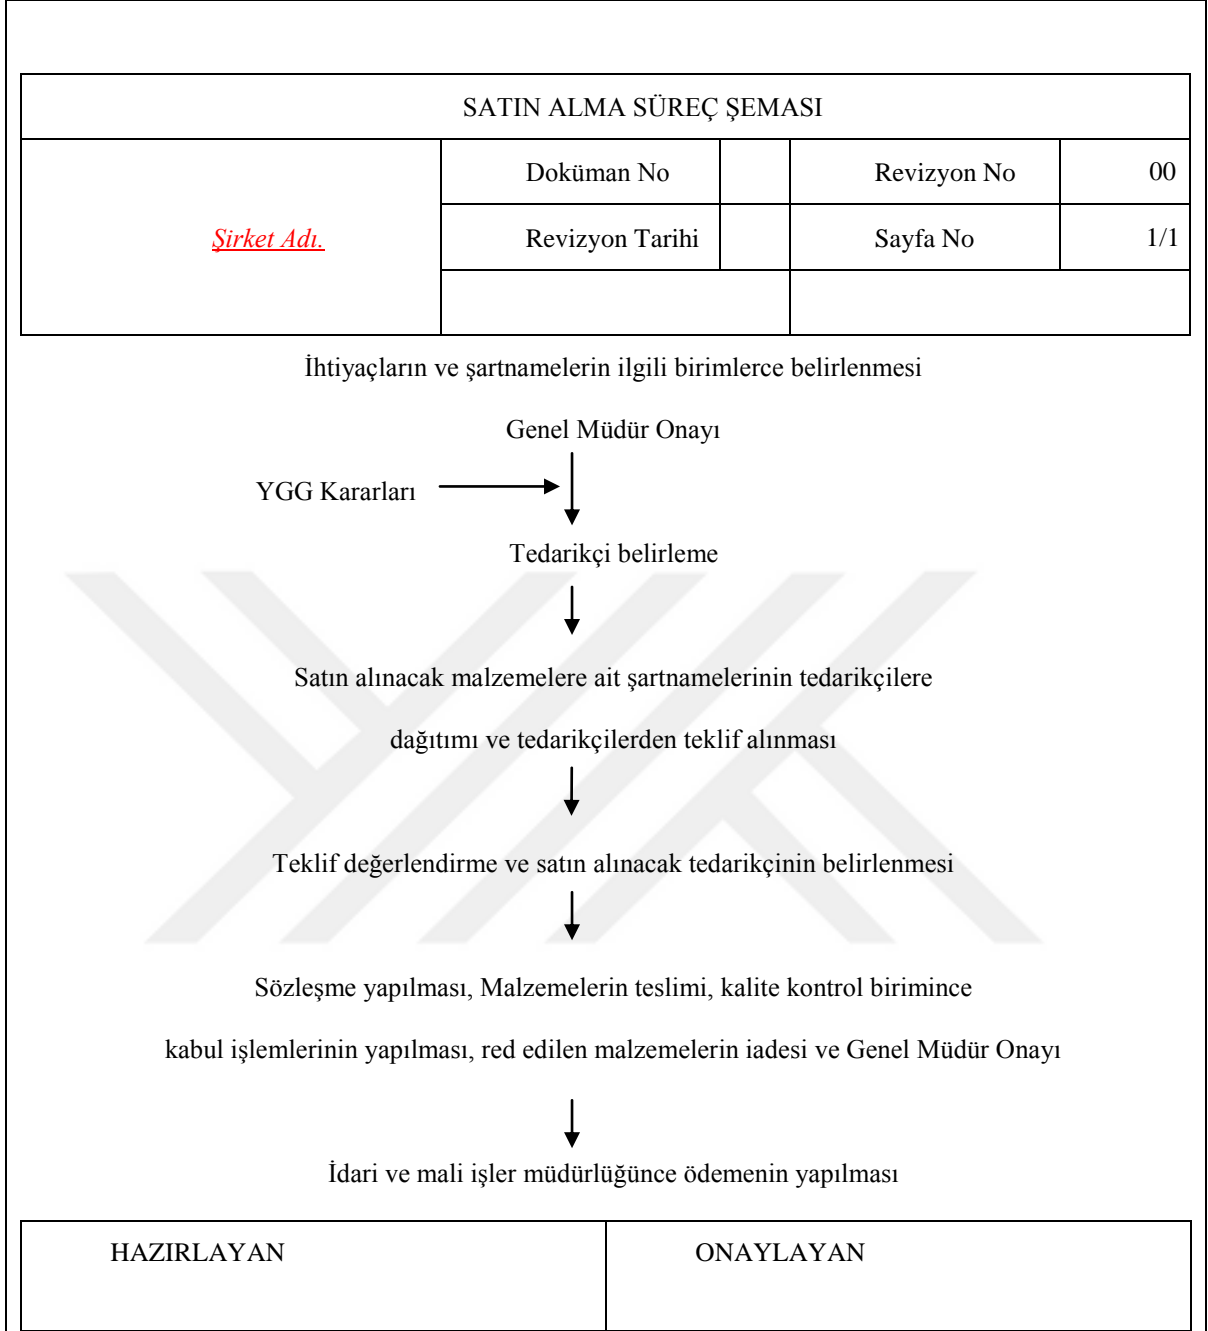 SATIN ALMA SÜREÇ ŞEMASI
Şirket Adı.
Doküman No
Revizyon No
00
Revizyon Tarihi
Sayfa No
1/1
İhtiyaçların ve şartnamelerin ilgili birimlerce belirlenmesi
Genel Müdür Onayı
YGG Kararları
Tedarikçi belirleme
Satın alınacak malzemelere ait şartnamelerinin tedarikçilere
dağıtımı ve tedarikçilerden teklif alınması
Teklif değerlendirme ve satın alınacak tedarikçinin belirlenmesi
Sözleşme yapılması, Malzemelerin teslimi, kalite kontrol birimince
kabul işlemlerinin yapılması, red edilen malzemelerin iadesi ve Genel Müdür Onayı
İdari ve mali işler müdürlüğünce ödemenin yapılması
HAZIRLAYAN
ONAYLAYAN